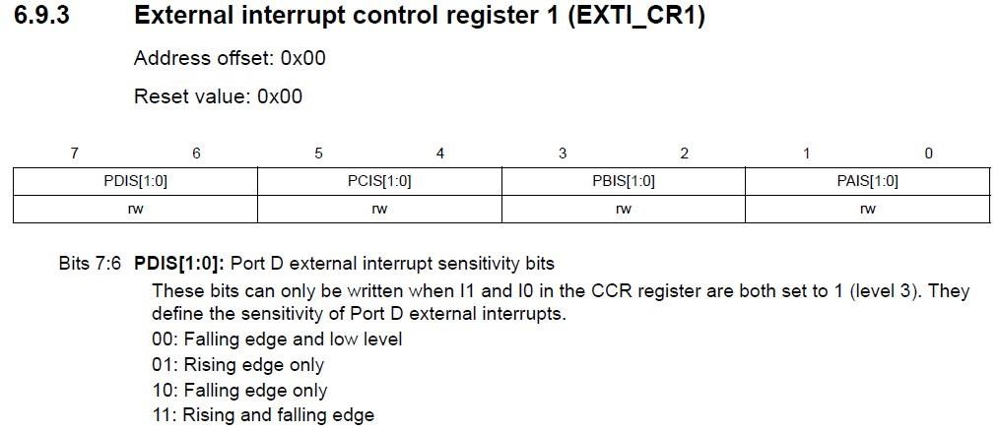 6.9.3 External interrupt control register 1 (EXTI_CR1)
Address offset: 0x00
Reset value: 0x00
7 6 5 4 3 2 1 0
PDIS[1:0] PCIS[1:0] PBIS[1:0] PAIS[1:0]
rw rw rw rw
Bits 7:6 PDIS[1:0]: Port D external interrupt sensitivity bits
These bits can only be written when I1 and I0 in the CCR register are both set to 1 (level 3). They
define the sensitivity of Port D external interrupts.
00: Falling edge and low level
01: Rising edge only
10: Falling edge only
11: Rising and falling edge